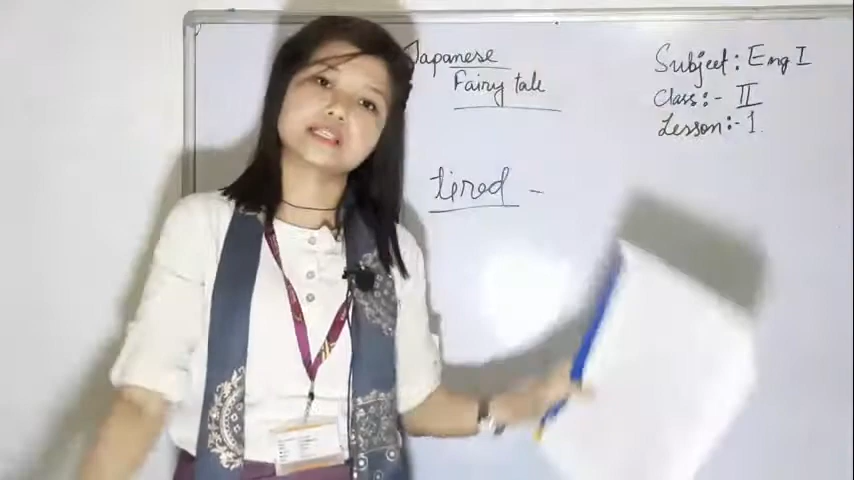 Japanese
Fairy tale
Subject: Eng I
Class:- II
Lesson:- 1
tired -